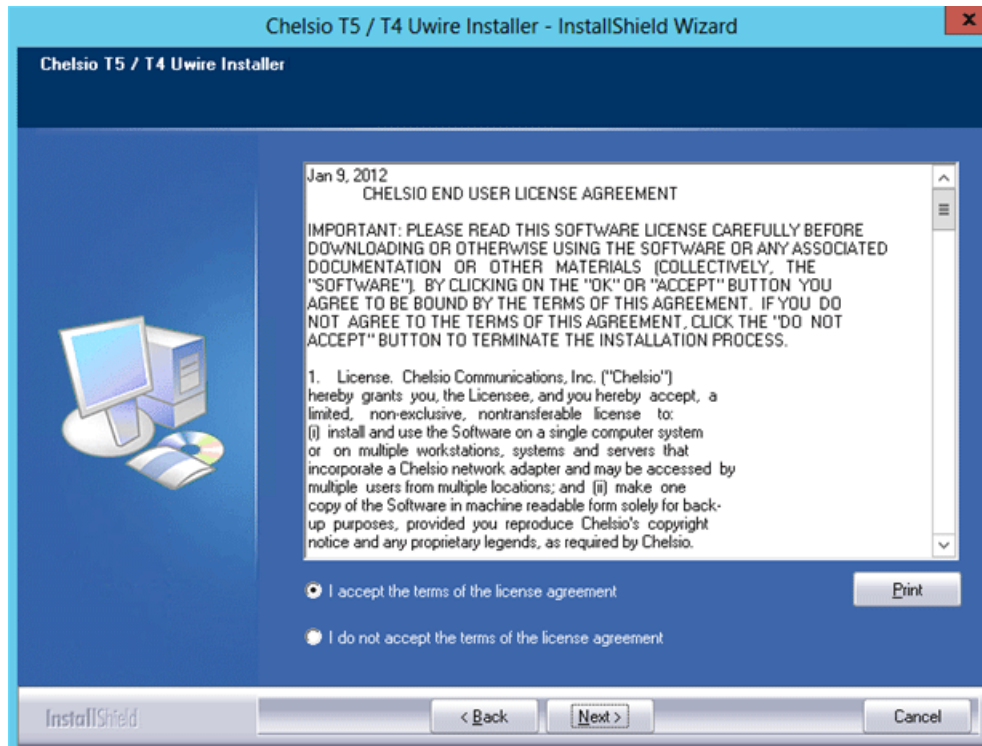 Chelsio T5 / T4 Uwire Installer - InstallShield Wizard
x
Chelsio T5 / T4 Uwire Installer
Jan 9, 2012
CHELSIO END USER LICENSE AGREEMENT
IMPORTANT: PLEASE READ THIS SOFTWARE LICENSE CAREFULLY BEFORE
DOWNLOADING OR OTHERWISE USING THE SOFTWARE OR ANY ASSOCIATED
DOCUMENTATION OR OTHER MATERIALS (COLLECTIVELY, THE
"SOFTWARE"). BY CLICKING ON THE "OK" OR "ACCEPT" BUTTON YOU
AGREE TO BE BOUND BY THE TERMS OF THIS AGREEMENT. IF YOU DO
NOT AGREE TO THE TERMS OF THIS AGREEMENT, CLICK THE "DO NOT
ACCEPT" BUTTON TO TERMINATE THE INSTALLATION PROCESS.
1. License. Chelsio Communications, Inc. ("Chelsio")
hereby grants you, the Licensee, and you hereby accept, a
limited, non-exclusive, nontransferable license to:
(i) install and use the Software on a single computer system
or on multiple workstations, systems and servers that
incorporate a Chelsio network adapter and may be accessed by
multiple users from multiple locations; and (ii) make one
copy of the Software in machine readable form solely for back-
up purposes, provided you reproduce Chelsio's copyright
notice and any proprietary legends, as required by Chelsio.
I accept the terms of the license agreement
Print
I do not accept the terms of the license agreement
InstallShield
< Back
Next >
Cancel